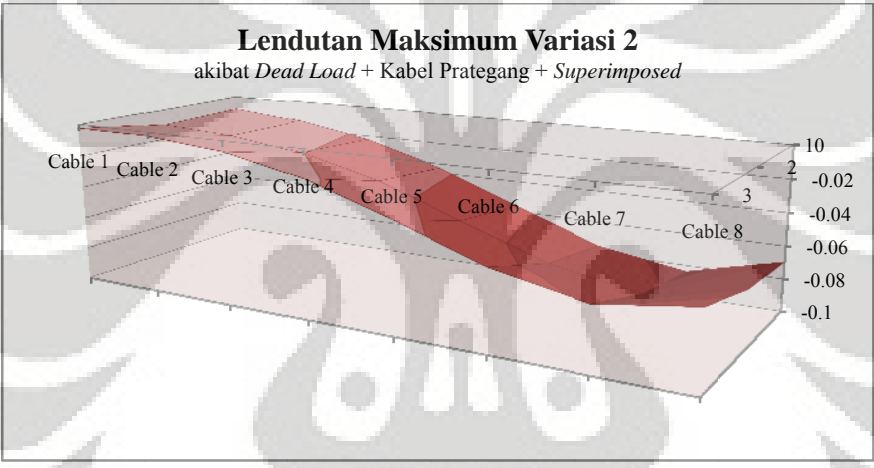 Lendutan Maksimum Variasi 2
akibat Dead Load + Kabel Prategang + Superimposed
Cable 1
Cable 2
Cable 3
Cable 4
Cable 5
Cable 6
Cable 7
Cable 8
10
2
3
-0.02
-0.04
-0.06
-0.08
-0.1